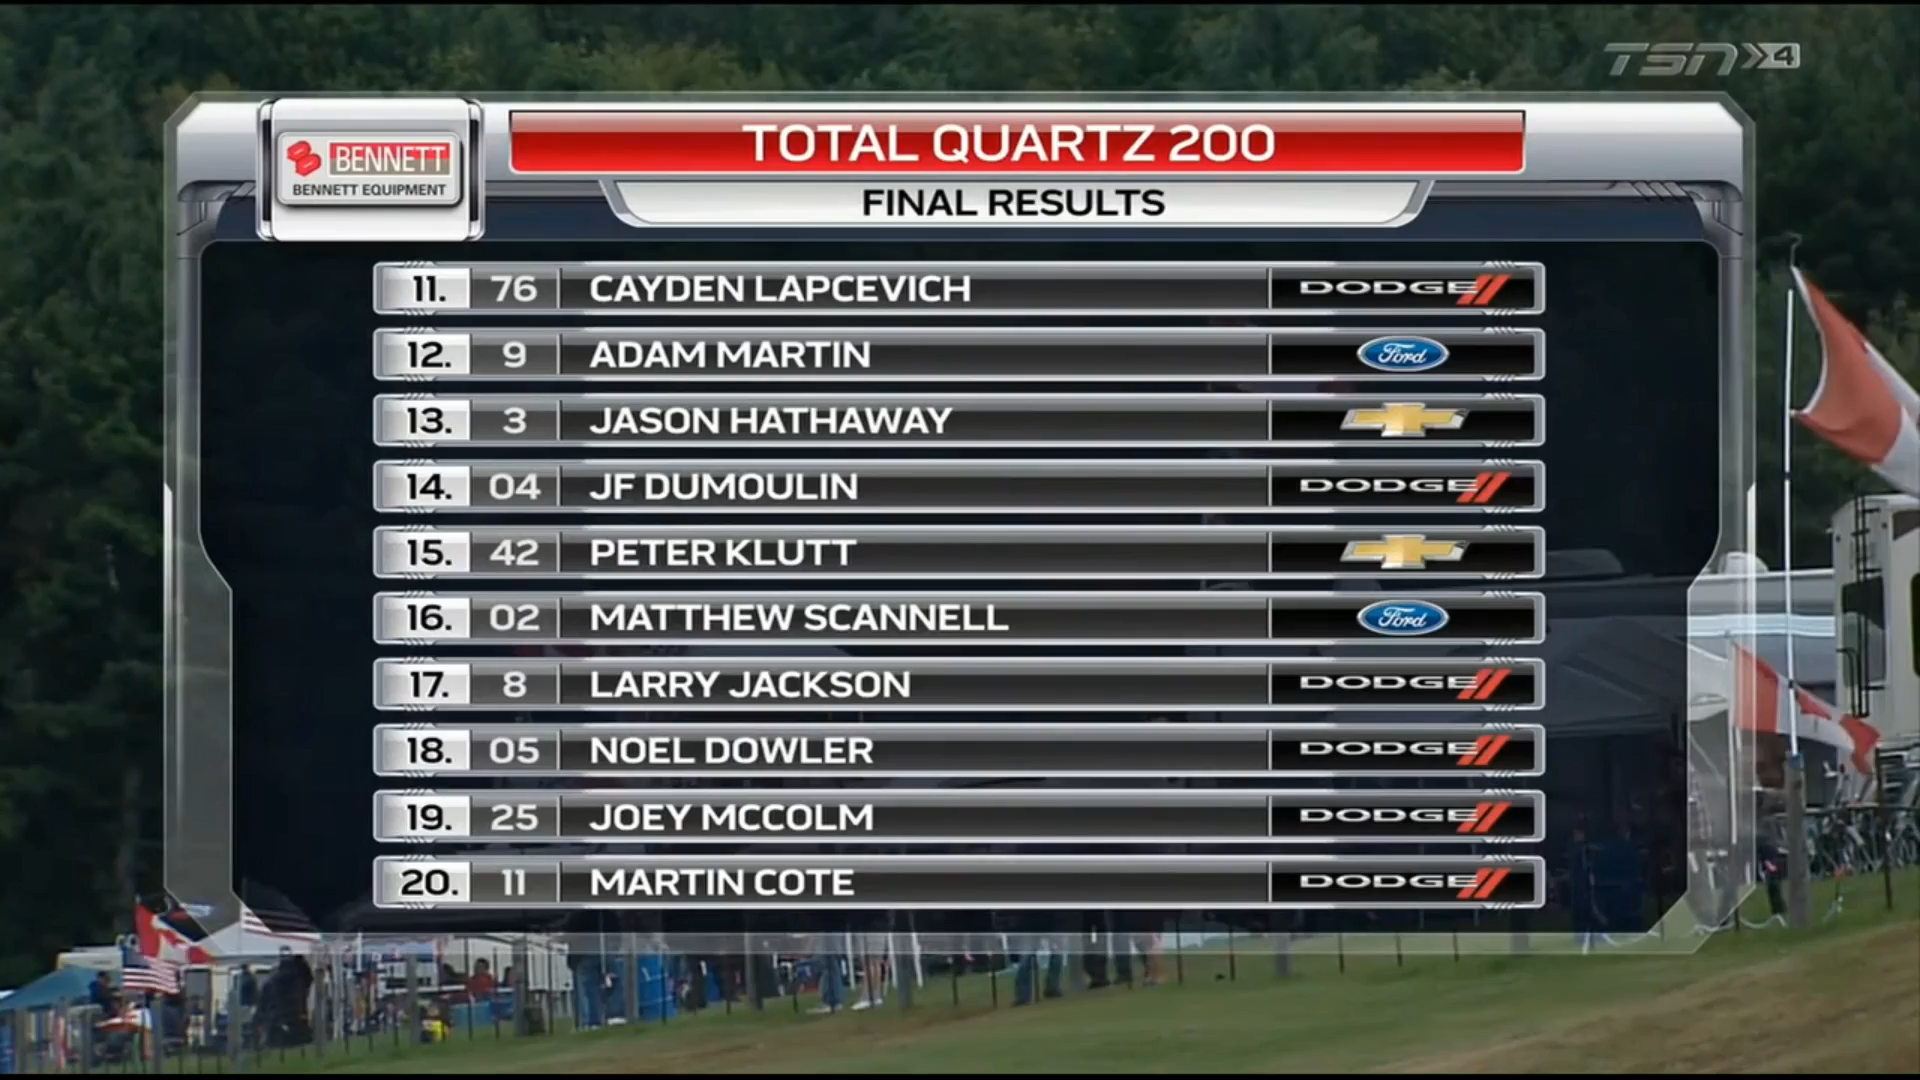 TSN 4
BENNETT
BENNETT EQUIPMENT
TOTAL QUARTZ 200
FINAL RESULTS
11. 76 CAYDEN LAPCEVICH DODGE
12. 9 ADAM MARTIN Ford
13. 3 JASON HATHAWAY
14. 04 JF DUMOULIN DODGE
15. 42 PETER KLUTT
16. 02 MATTHEW SCANNELL Ford
17. 8 LARRY JACKSON DODGE
18. 05 NOEL DOWLER DODGE
19. 25 JOEY MCCOLM DODGE
20. 11 MARTIN COTE DODGE